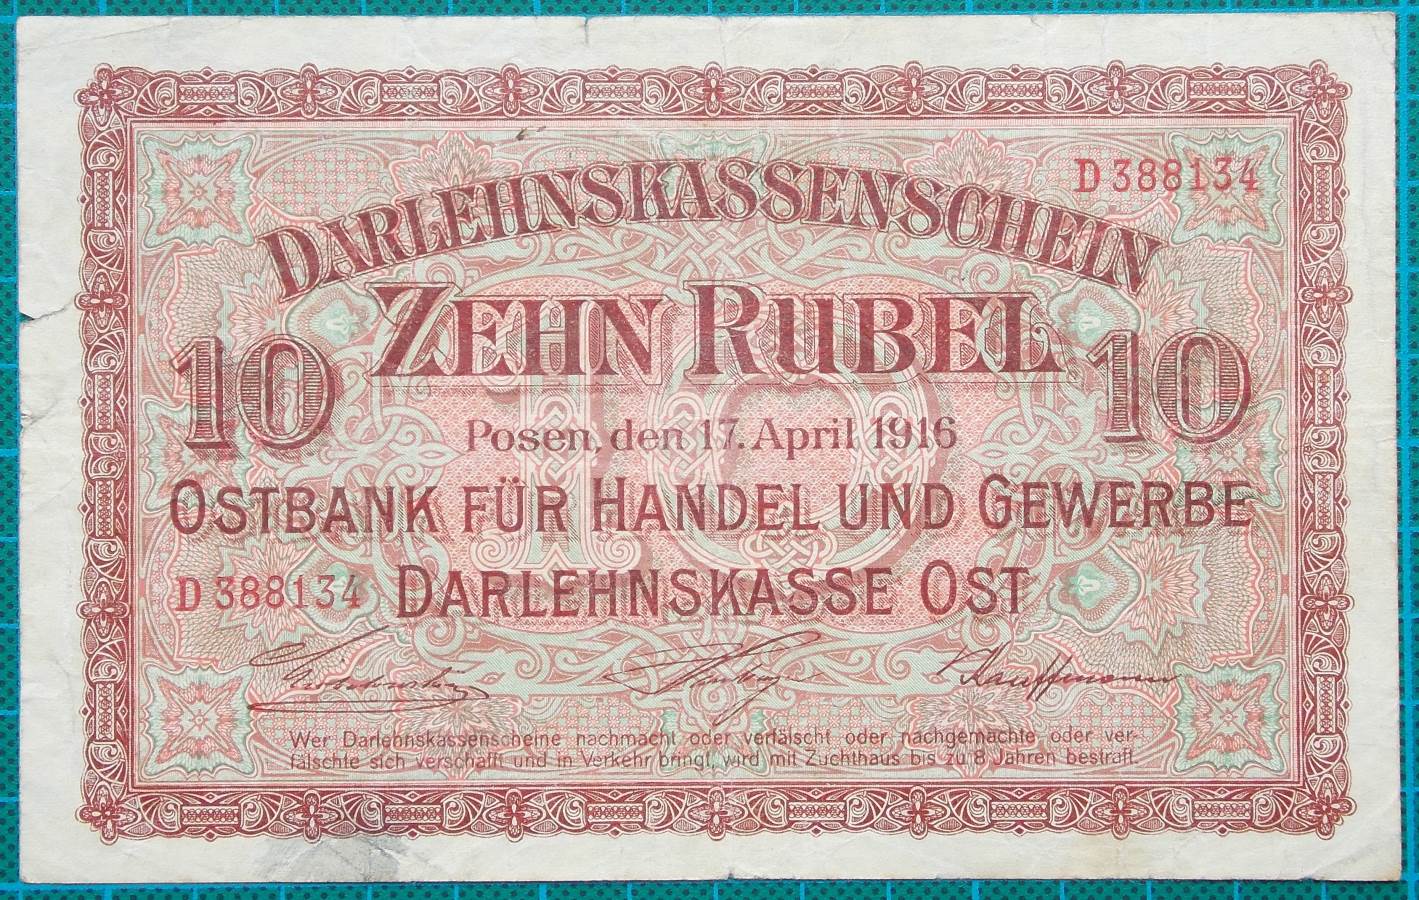 D 388134
DARLEHNSKASSENSCHEIN
ZEHN RUBEL
10 10
Posen, den 17. April 1916
OSTBANK FÜR HANDEL UND GEWERBE
D 388134 DARLEHNSKASSE OST
Kauffmann
Wer Darlehnskassenscheine nachmacht oder verfälscht oder nachgemachte oder ver-
fälschte sich verschafft und in Verkehr bringt, wird mit Zuchthaus bis zu 8 Jahren bestraft.
10